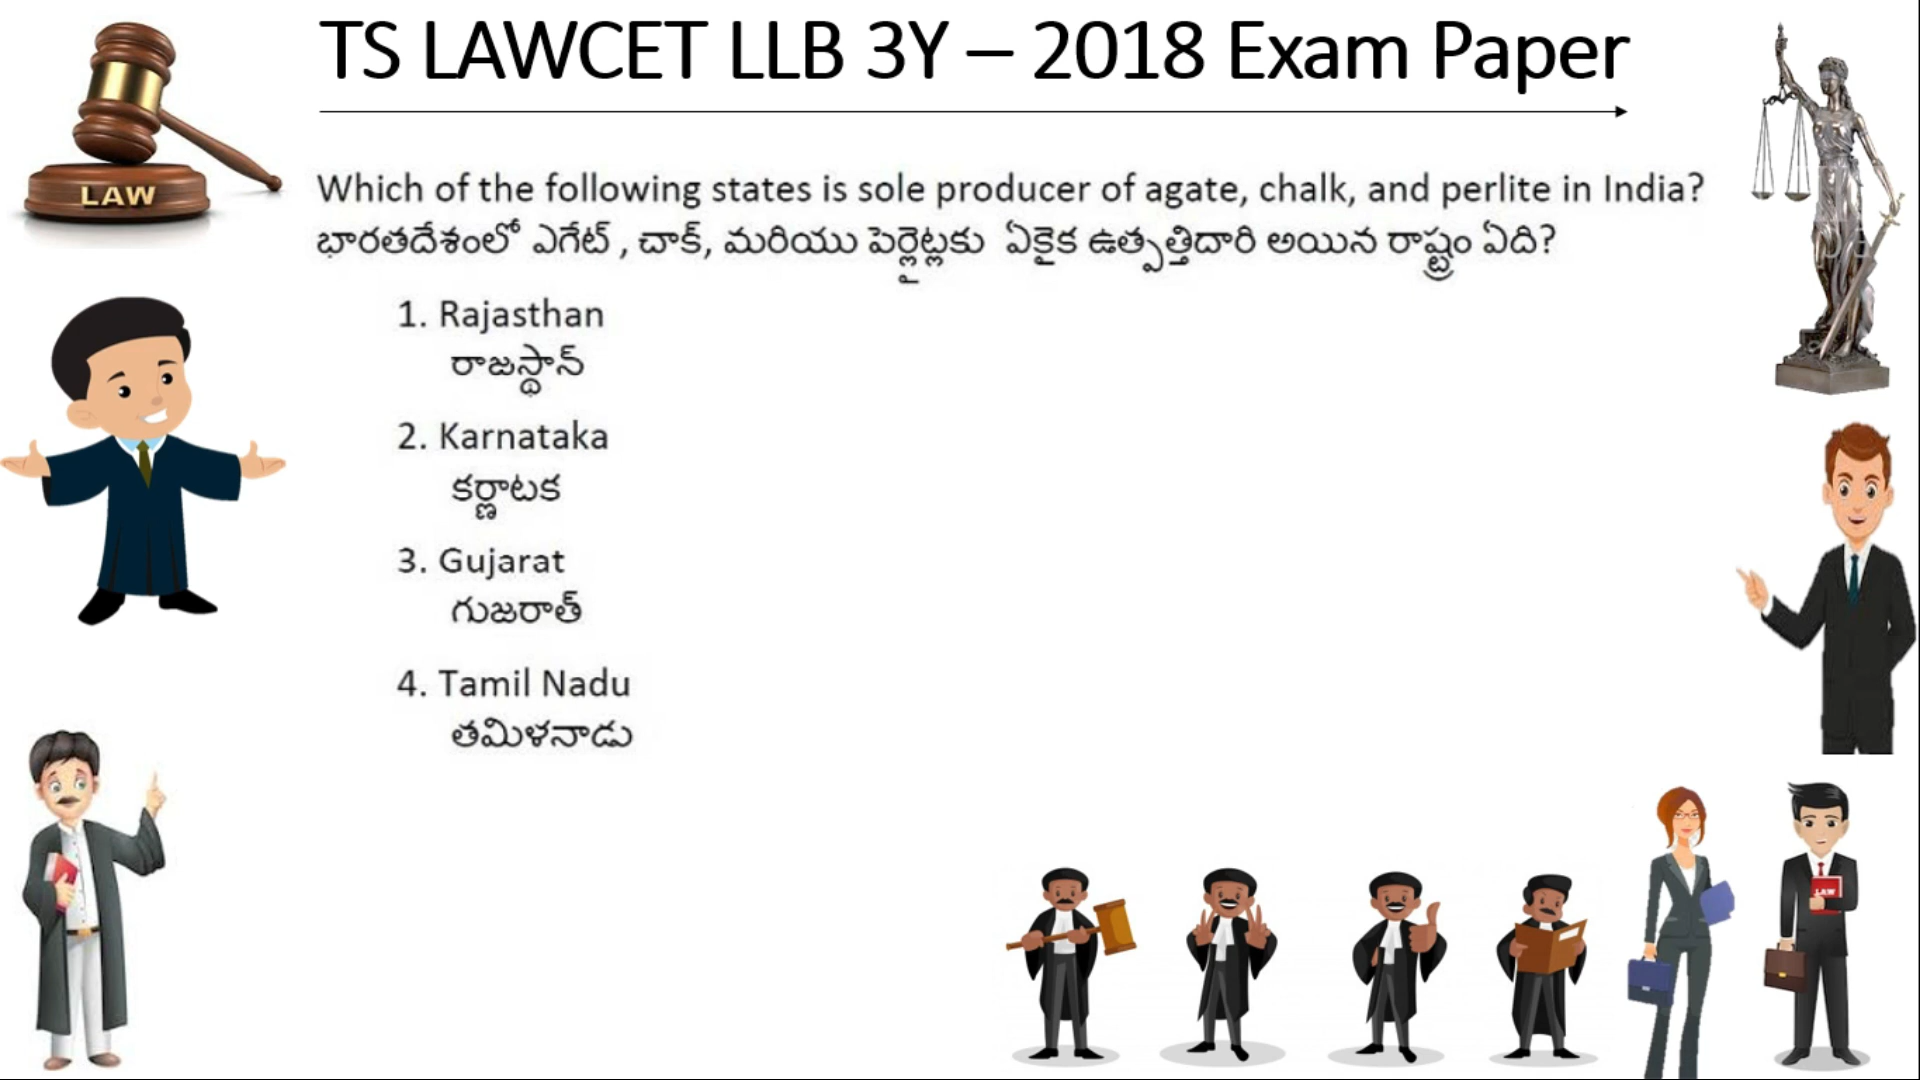 TS LAWCET LLB 3Y – 2018 Exam Paper
LAW
Which of the following states is sole producer of agate, chalk, and perlite in India?
భారతదేశంలో ఎగేట్ , చాక్, మరియు పెర్లైట్లకు ఏకైక ఉత్పత్తిదారి అయిన రాష్ట్రం ఏది?
1. Rajasthan
రాజస్థాన్
2. Karnataka
కర్ణాటక
3. Gujarat
గుజరాత్
4. Tamil Nadu
తమిళనాడు
LAW